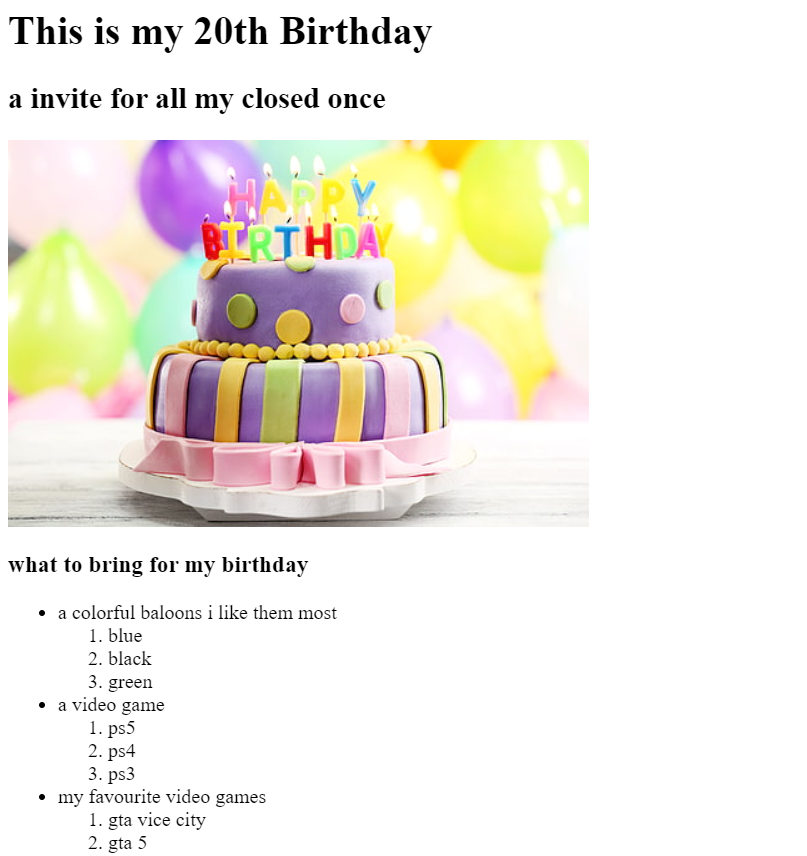 This is my 20th Birthday
a invite for all my closed once
HAPPY
BIRTHDAY
what to bring for my birthday
• a colorful baloons i like them most
1. blue
2. black
3. green
• a video game
1. ps5
2. ps4
3. ps3
• my favourite video games
1. gta vice city
2. gta 5